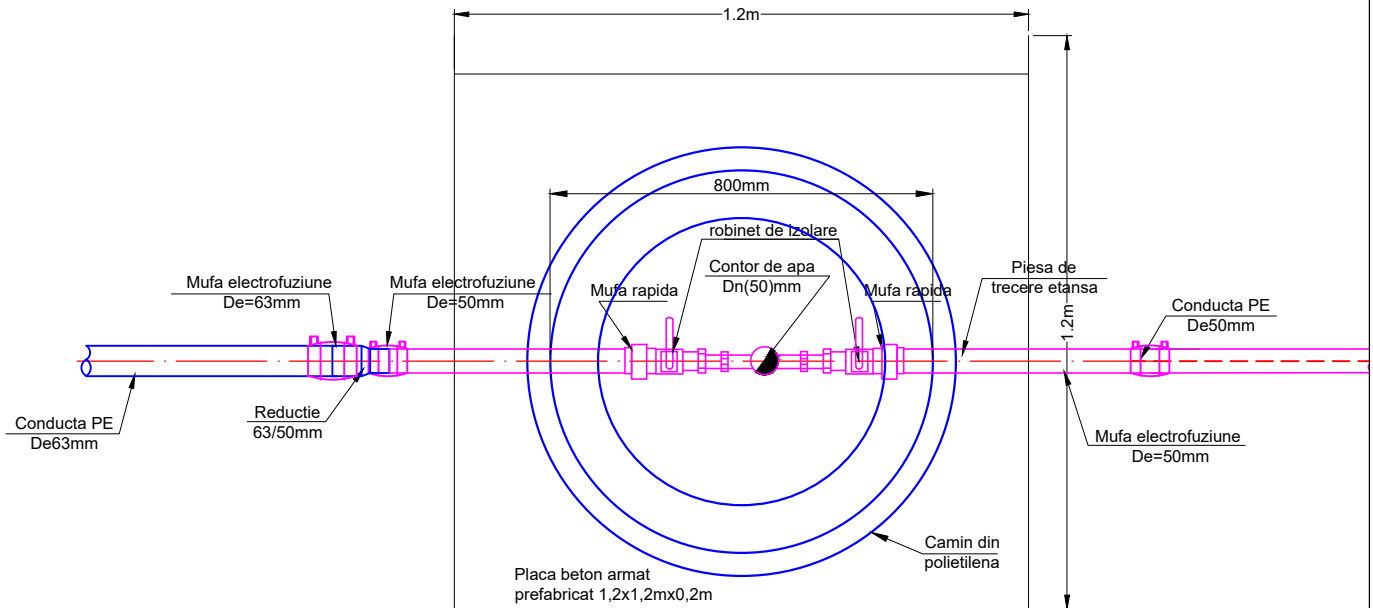 1.2m
800mm
robinet de izolare
Contor de apa
Dn(50)mm
Piesa de
trecere etansa
Mufa electrofuziune
De=63mm
Mufa electrofuziune
De=50mm
Mufa rapida
Mufa rapida
Conducta PE
De50mm
1.2m
Conducta PE
De63mm
Reductie
63/50mm
Mufa electrofuziune
De=50mm
Camin din
polietilena
Placa beton armat
prefabricat 1,2x1,2mx0,2m